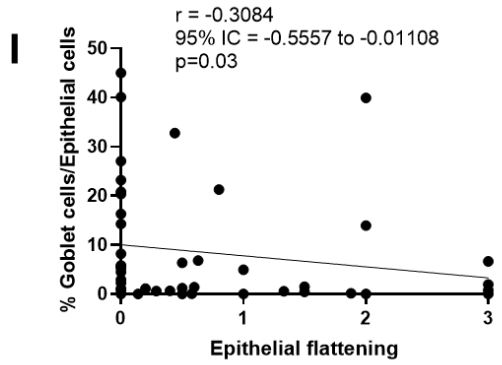 I
r = -0.3084
95% IC = -0.5557 to -0.01108
p=0.03
% Goblet cells/Epithelial cells
50
40
30
20
10
0
0 1 2 3
Epithelial flattening